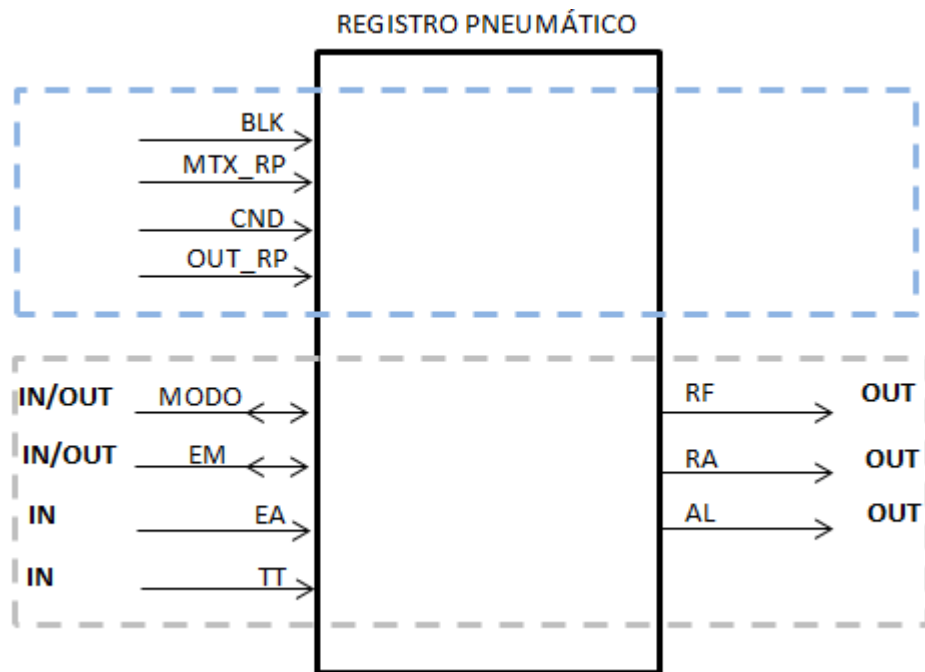 REGISTRO PNEUMÁTICO
BLK
MTX_RP
CND
OUT_RP
IN/OUT MODO RF OUT
IN/OUT EM RA OUT
IN EA AL OUT
IN TT